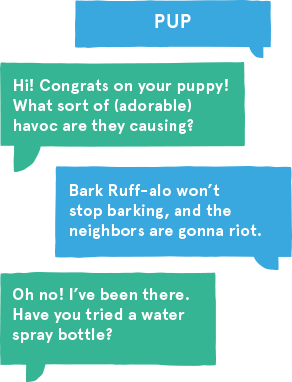 PUP
Hi! Congrats on your puppy!
What sort of (adorable)
havoc are they causing?
Bark Ruff-alo won't
stop barking, and the
neighbors are gonna riot.
Oh no! I've been there.
Have you tried a water
spray bottle?